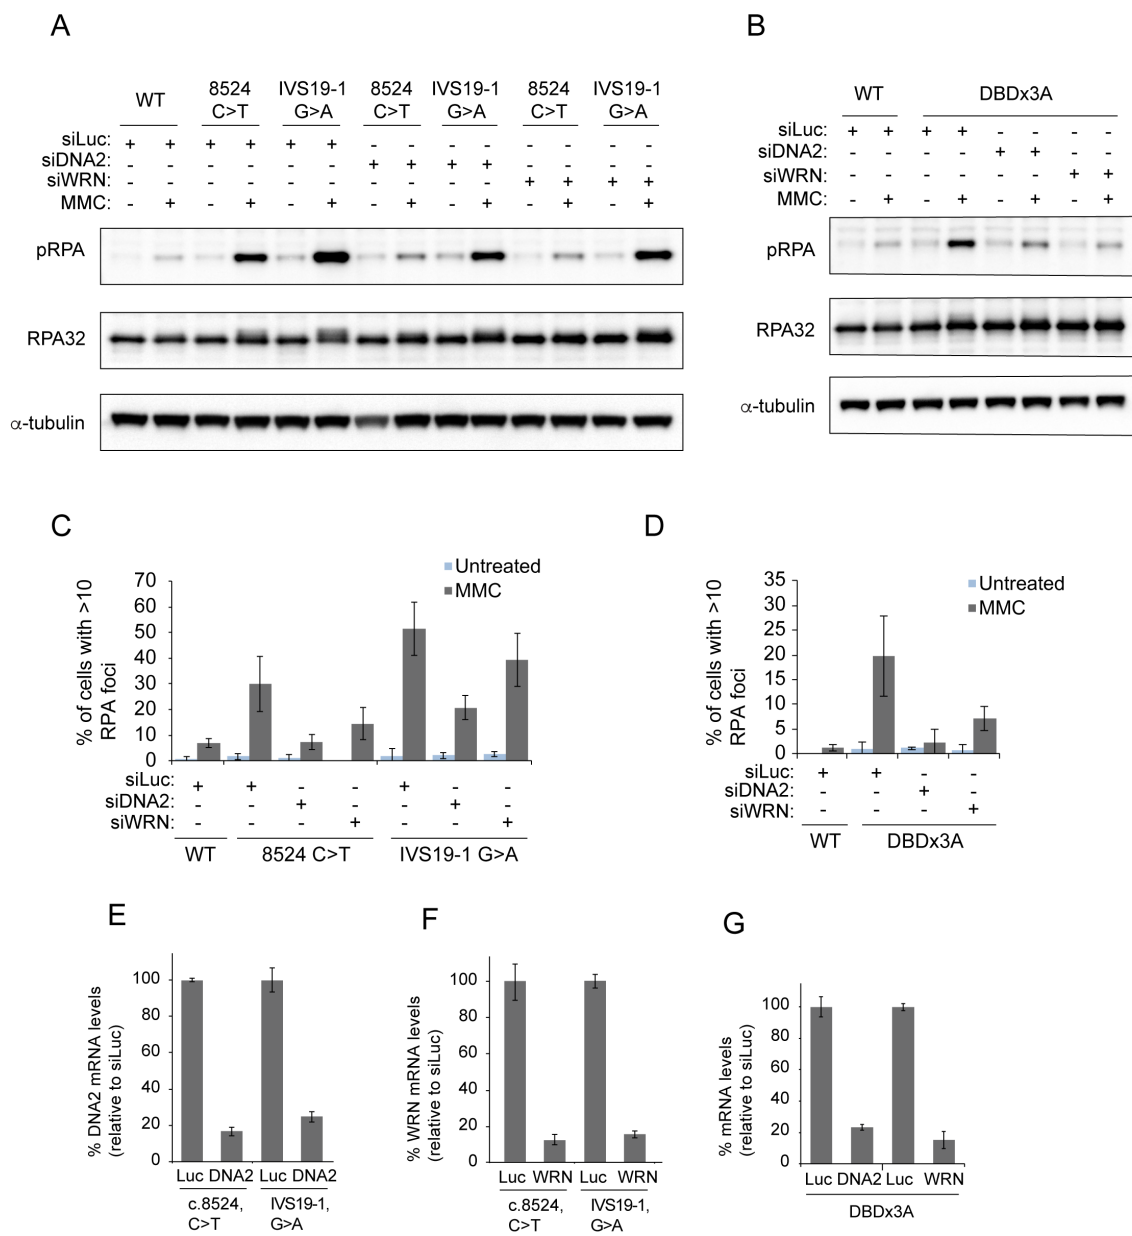 A
WT
8524 C>T
IVS19-1 G>A
8524 C>T
IVS19-1 G>A
8524 C>T
IVS19-1 G>A
siLuc: + + + + + + - - - - - - - -
siDNA2: - - - - - - + + + + - - - -
siWRN: - - - - - - - - - - + + + +
MMC: - + - + - + - + - + - + - +
pRPA
RPA32
α-tubulin
B
WT
DBDx3A
siLuc: + + + + - - - -
siDNA2: - - - - + + - -
siWRN: - - - - - - + +
MMC: - + - + - + - +
pRPA
RPA32
α-tubulin
C
Untreated
MMC
% of cells with >10
RPA foci
70
60
50
40
30
20
10
0
siLuc: + + - - + - -
siDNA2: - - + - - + -
siWRN: - - - + - - +
WT
8524 C>T
IVS19-1 G>A
D
Untreated
MMC
% of cells with >10
RPA foci
35
30
25
20
15
10
5
0
siLuc: + + - -
siDNA2: - - + -
siWRN: - - - +
WT
DBDx3A
E
% DNA2 mRNA levels
(relative to siLuc)
100
80
60
40
20
0
Luc DNA2 Luc DNA2
c.8524, C>T
IVS19-1, G>A
F
% WRN mRNA levels
(relative to siLuc)
100
80
60
40
20
0
Luc WRN Luc WRN
c.8524, C>T
IVS19-1, G>A
G
% mRNA levels
(relative to siLuc)
100
80
60
40
20
0
Luc DNA2 Luc WRN
DBDx3A